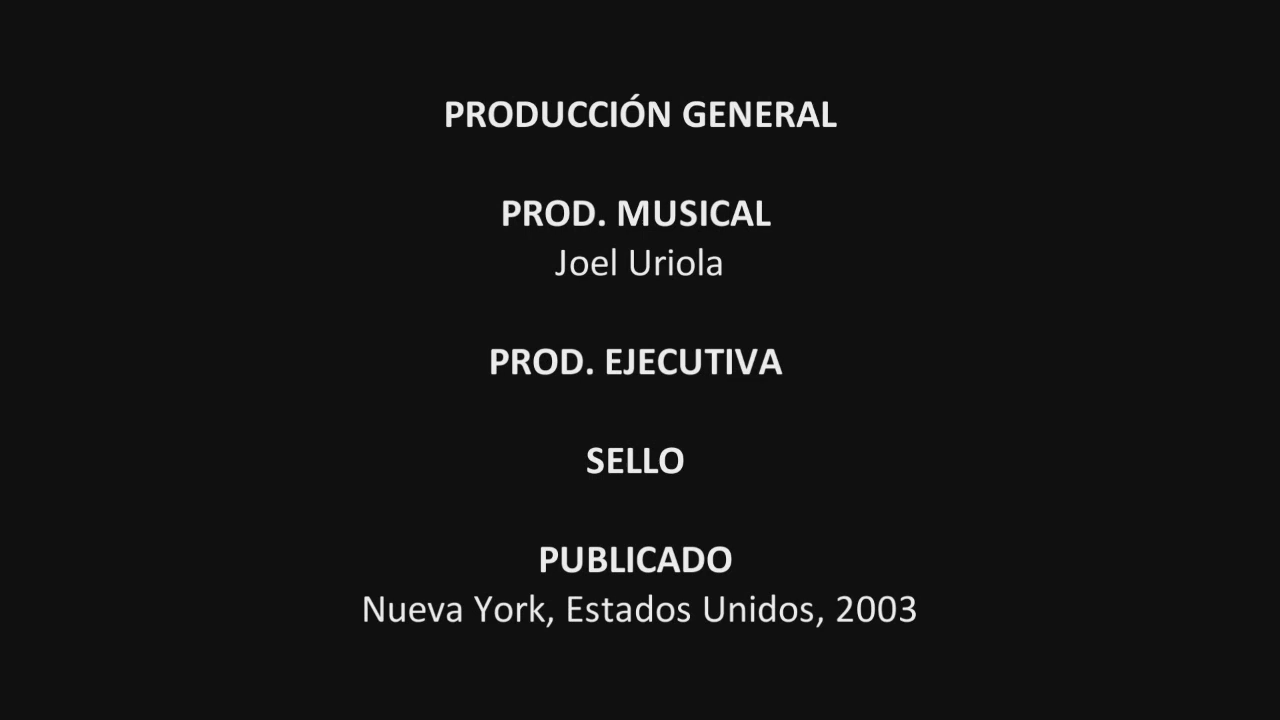 PRODUCCIÓN GENERAL
PROD. MUSICAL
Joel Uriola
PROD. EJECUTIVA
SELLO
PUBLICADO
Nueva York, Estados Unidos, 2003